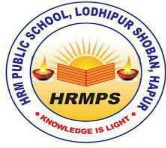 HRM PUBLIC SCHOOL, LODHIPUR SHOBAN, HAPUR
HRMPS
KNOWLEDGE IS LIGHT